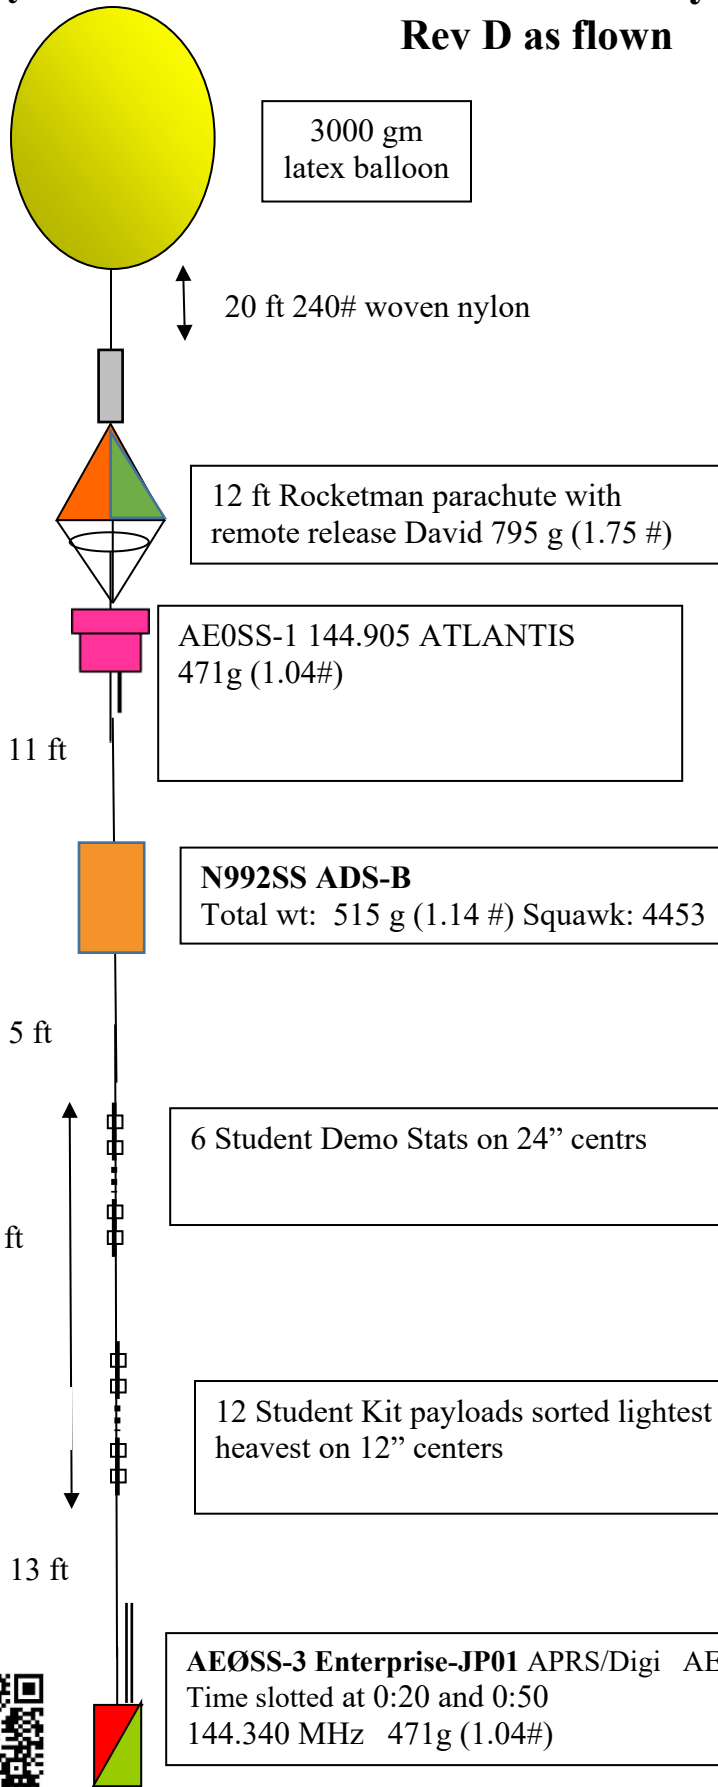 Rev D as flown
3000 gm
latex balloon
20 ft 240# woven nylon
12 ft Rocketman parachute with
remote release David 795 g (1.75 #)
AE0SS-1 144.905 ATLANTIS
471g (1.04#)
11 ft
N992SS ADS-B
Total wt:  515 g (1.14 #) Squawk: 4453
5 ft
6 Student Demo Stats on 24” centrs
ft
12 Student Kit payloads sorted lightest
heavest on 12” centers
13 ft
AEØSS-3 Enterprise-JP01 APRS/Digi   AE
Time slotted at 0:20 and 0:50
144.340 MHz   471g (1.04#)